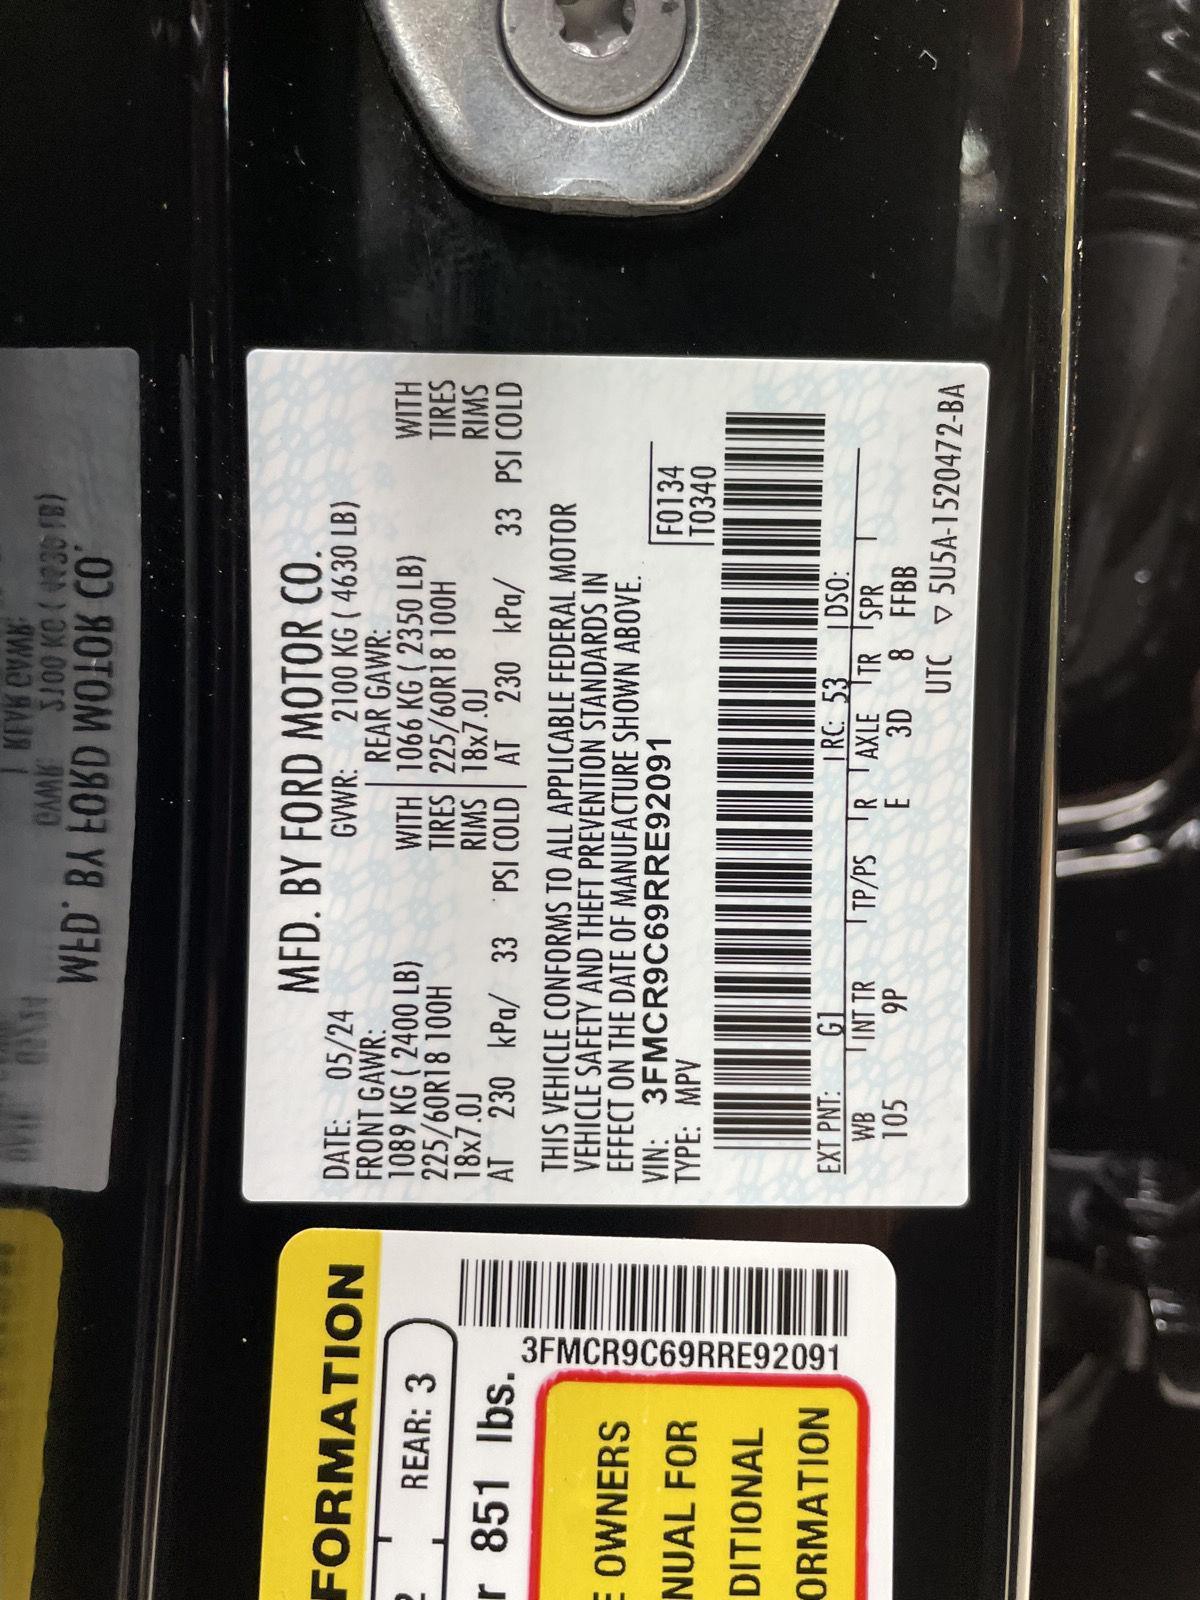 MFD. BY FORD MOTOR CO.
DATE: 05/24 GVWR: 2100 KG ( 4630 LB)
FRONT GAWR: REAR GAWR:
1089 KG ( 2400 LB) WITH 1066 KG ( 2350 LB) WITH
225/60R18 100H TIRES 225/60R18 100H TIRES
18x7.0J RIMS 18x7.0J RIMS
AT 230 kPa/ 33 PSI COLD AT 230 kPa/ 33 PSI COLD
THIS VEHICLE CONFORMS TO ALL APPLICABLE FEDERAL MOTOR
VEHICLE SAFETY AND THEFT PREVENTION STANDARDS IN
EFFECT ON THE DATE OF MANUFACTURE SHOWN ABOVE.
VIN: 3FMCR9C69RRE92091
TYPE: MPV
F0134
T0340
EXT PNT: G1 RC: 53 DSO:
WB INT TR TP/PS R AXLE TR SPR
105 9P E 3D 8 FFBB
UTC ▽ 5U5A-1520472-BA
FORMATION
REAR: 3
851 lbs.
3FMCR9C69RRE92091
OWNERS
NUAL FOR
DITIONAL
ORMATION